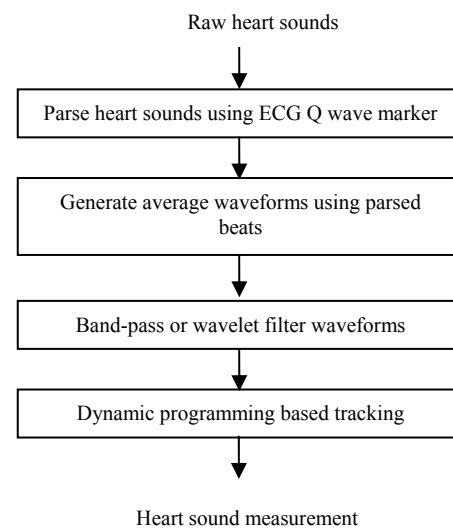 Raw heart sounds
Parse heart sounds using ECG Q wave marker
Generate average waveforms using parsed
beats
Band-pass or wavelet filter waveforms
Dynamic programming based tracking
Heart sound measurement